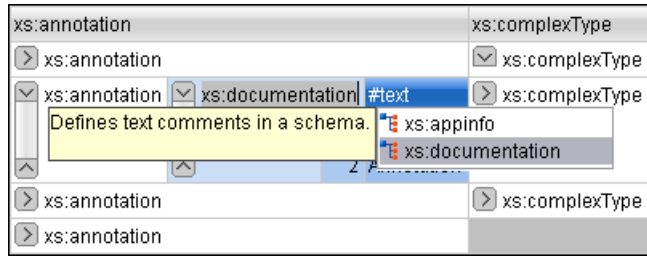 xs:annotation xs:complexType
xs:annotation xs:complexType
xs:annotation xs:documentation #text xs:complexType
Defines text comments in a schema. xs:appinfo
xs:documentation
2
xs:annotation xs:complexType
xs:annotation